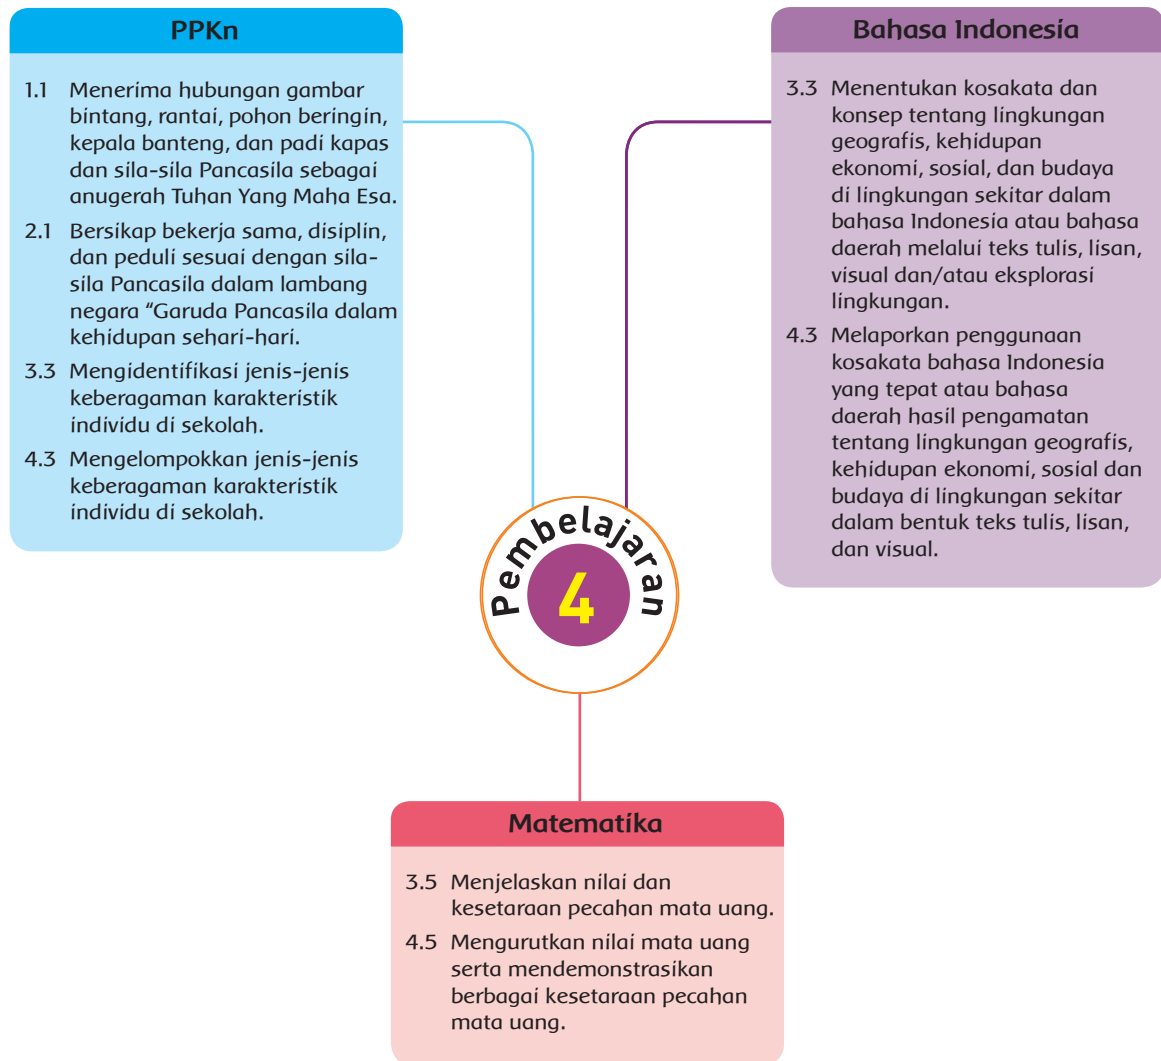 PPKn
1.1 Menerima hubungan gambar
bintang, rantai, pohon beringin,
kepala banteng, dan padi kapas
dan sila-sila Pancasila sebagai
anugerah Tuhan Yang Maha Esa.
2.1 Bersikap bekerja sama, disiplin,
dan peduli sesuai dengan sila-
sila Pancasila dalam lambang
negara “Garuda Pancasila dalam
kehidupan sehari-hari.
3.3 Mengidentifikasi jenis-jenis
keberagaman karakteristik
individu di sekolah.
4.3 Mengelompokkan jenis-jenis
keberagaman karakteristik
individu di sekolah.
Bahasa Indonesia
3.3 Menentukan kosakata dan
konsep tentang lingkungan
geografis, kehidupan
ekonomi, sosial, dan budaya
di lingkungan sekitar dalam
bahasa Indonesia atau bahasa
daerah melalui teks tulis, lisan,
visual dan/atau eksplorasi
lingkungan.
4.3 Melaporkan penggunaan
kosakata bahasa Indonesia
yang tepat atau bahasa
daerah hasil pengamatan
tentang lingkungan geografis,
kehidupan ekonomi, sosial dan
budaya di lingkungan sekitar
dalam bentuk teks tulis, lisan,
dan visual.
Pembelajaran
4
Matematika
3.5 Menjelaskan nilai dan
kesetaraan pecahan mata uang.
4.5 Mengurutkan nilai mata uang
serta mendemonstrasikan
berbagai kesetaraan pecahan
mata uang.